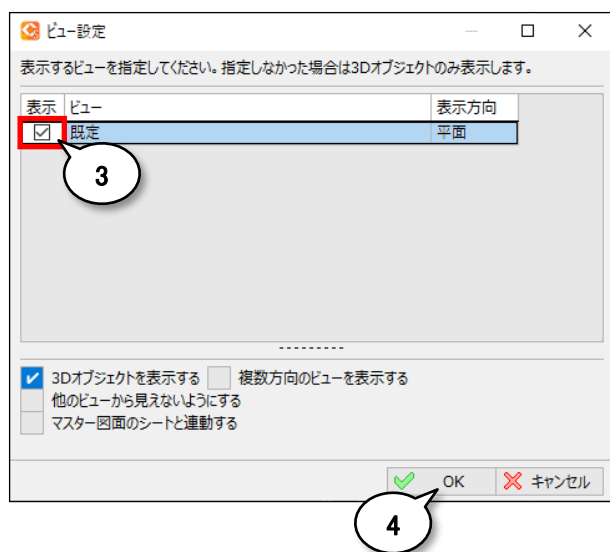 ビュー設定
表示するビューを指定してください。指定しなかった場合は3Dオブジェクトのみ表示します。
表示 ビュー 表示方向
既定 平面
3
3Dオブジェクトを表示する 複数方向のビューを表示する
他のビューから見えないようにする
マスター図面のシートと連動する
OK キャンセル
4